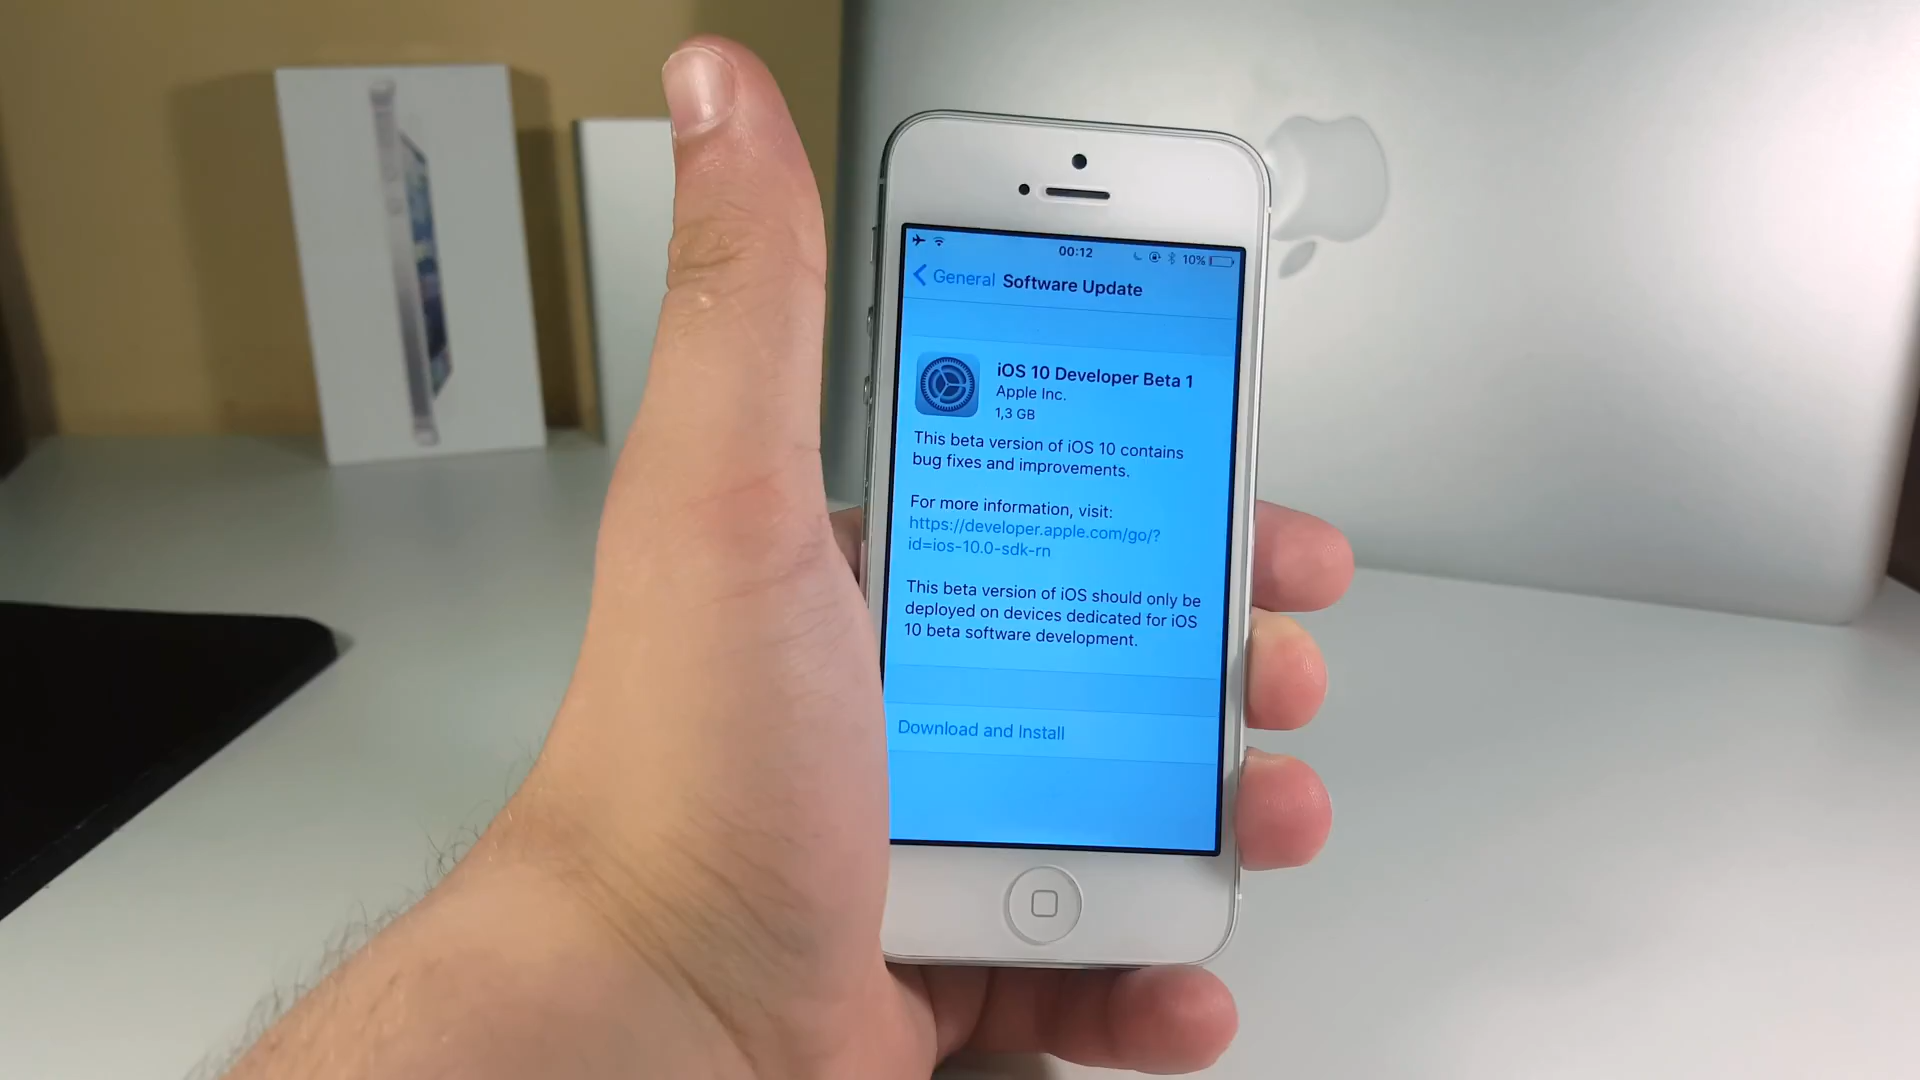 00:12
10%
General Software Update
iOS 10 Developer Beta 1
Apple Inc.
1,3 GB
This beta version of iOS 10 contains
bug fixes and improvements.
For more information, visit:
https://developer.apple.com/go/?
id=ios-10.0-sdk-rn
This beta version of iOS should only be
deployed on devices dedicated for iOS
10 beta software development.
Download and Install